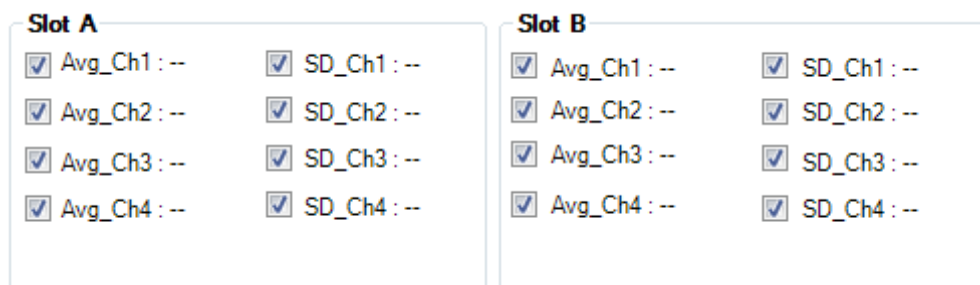 Slot A
Avg_Ch1 : -- SD_Ch1 : --
Avg_Ch2 : -- SD_Ch2 : --
Avg_Ch3 : -- SD_Ch3 : --
Avg_Ch4 : -- SD_Ch4 : --
Slot B
Avg_Ch1 : -- SD_Ch1 : --
Avg_Ch2 : -- SD_Ch2 : --
Avg_Ch3 : -- SD_Ch3 : --
Avg_Ch4 : -- SD_Ch4 : --